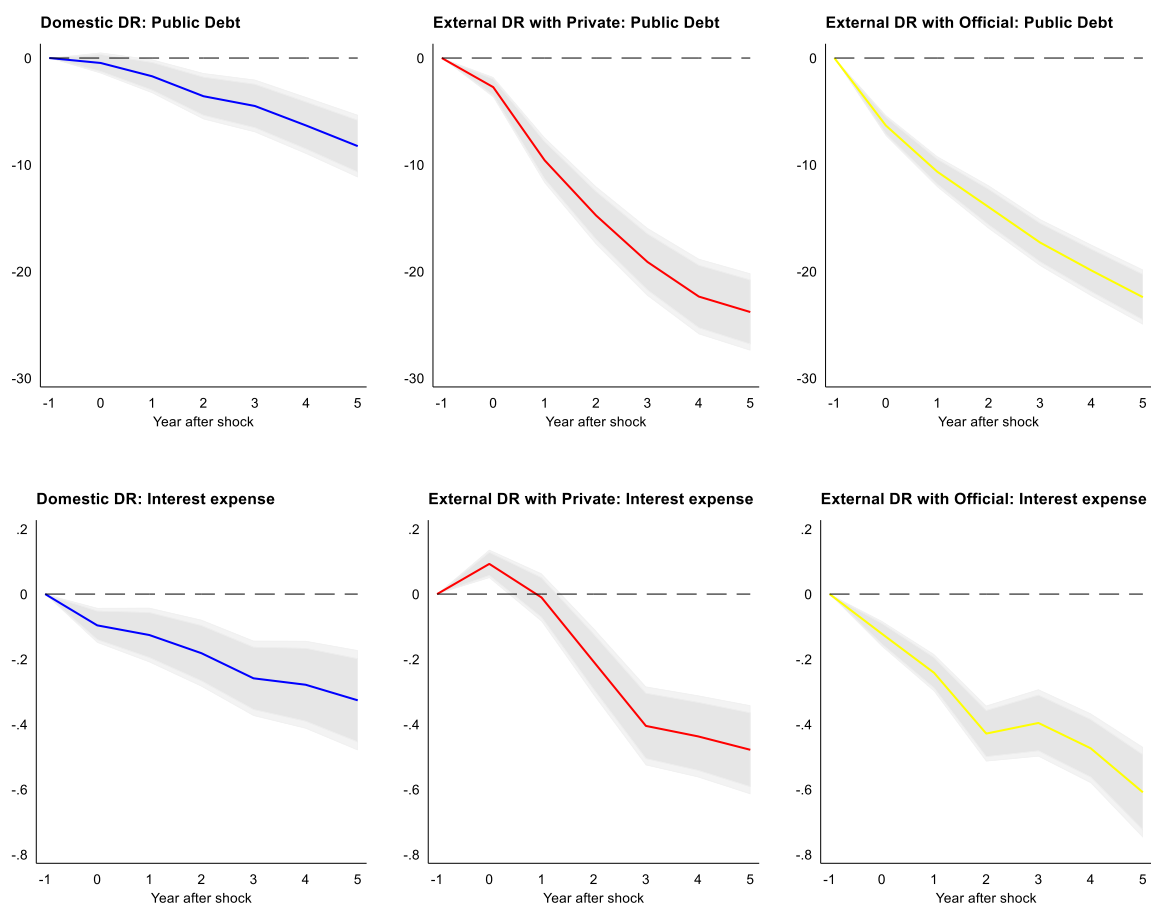 Domestic DR: Public Debt
0
-10
-20
-30
-1 0 1 2 3 4 5
Year after shock
External DR with Private: Public Debt
0
-10
-20
-30
-1 0 1 2 3 4 5
Year after shock
External DR with Official: Public Debt
0
-10
-20
-30
-1 0 1 2 3 4 5
Year after shock
Domestic DR: Interest expense
.2
0
-.2
-.4
-.6
-.8
-1 0 1 2 3 4 5
Year after shock
External DR with Private: Interest expense
.2
0
-.2
-.4
-.6
-.8
-1 0 1 2 3 4 5
Year after shock
External DR with Official: Interest expense
.2
0
-.2
-.4
-.6
-.8
-1 0 1 2 3 4 5
Year after shock